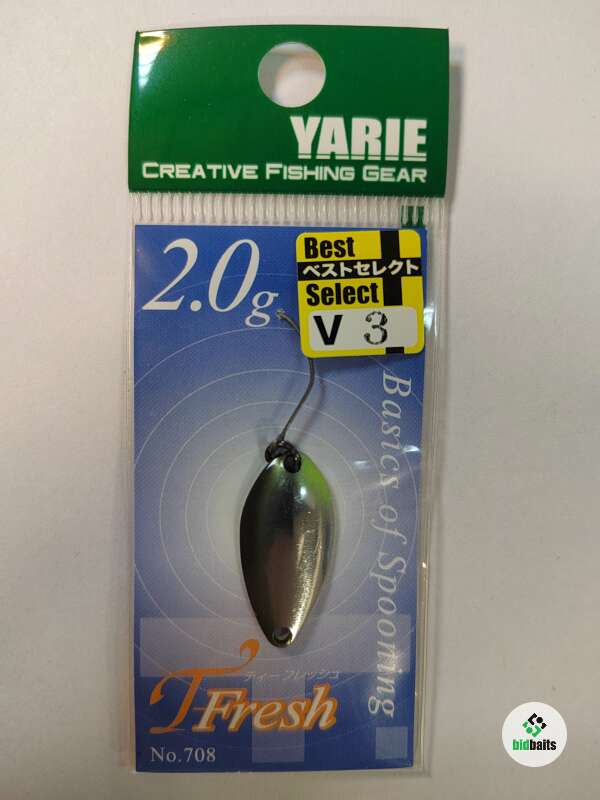 YARIE
CREATIVE FISHING GEAR
2.0g
Best
ベストセレクト
Select
V 3
Basics of Spooning
ティーフレッシュ
T'Fresh
No.708
bidbaits